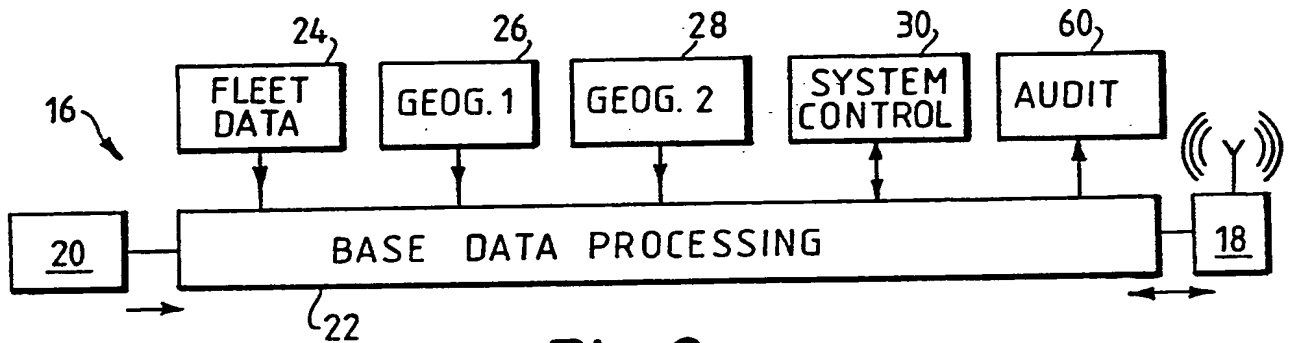 24
26
28
30
60
16
FLEET
DATA
GEOG. 1
GEOG. 2
SYSTEM
CONTROL
AUDIT
20
BASE DATA PROCESSING
18
22